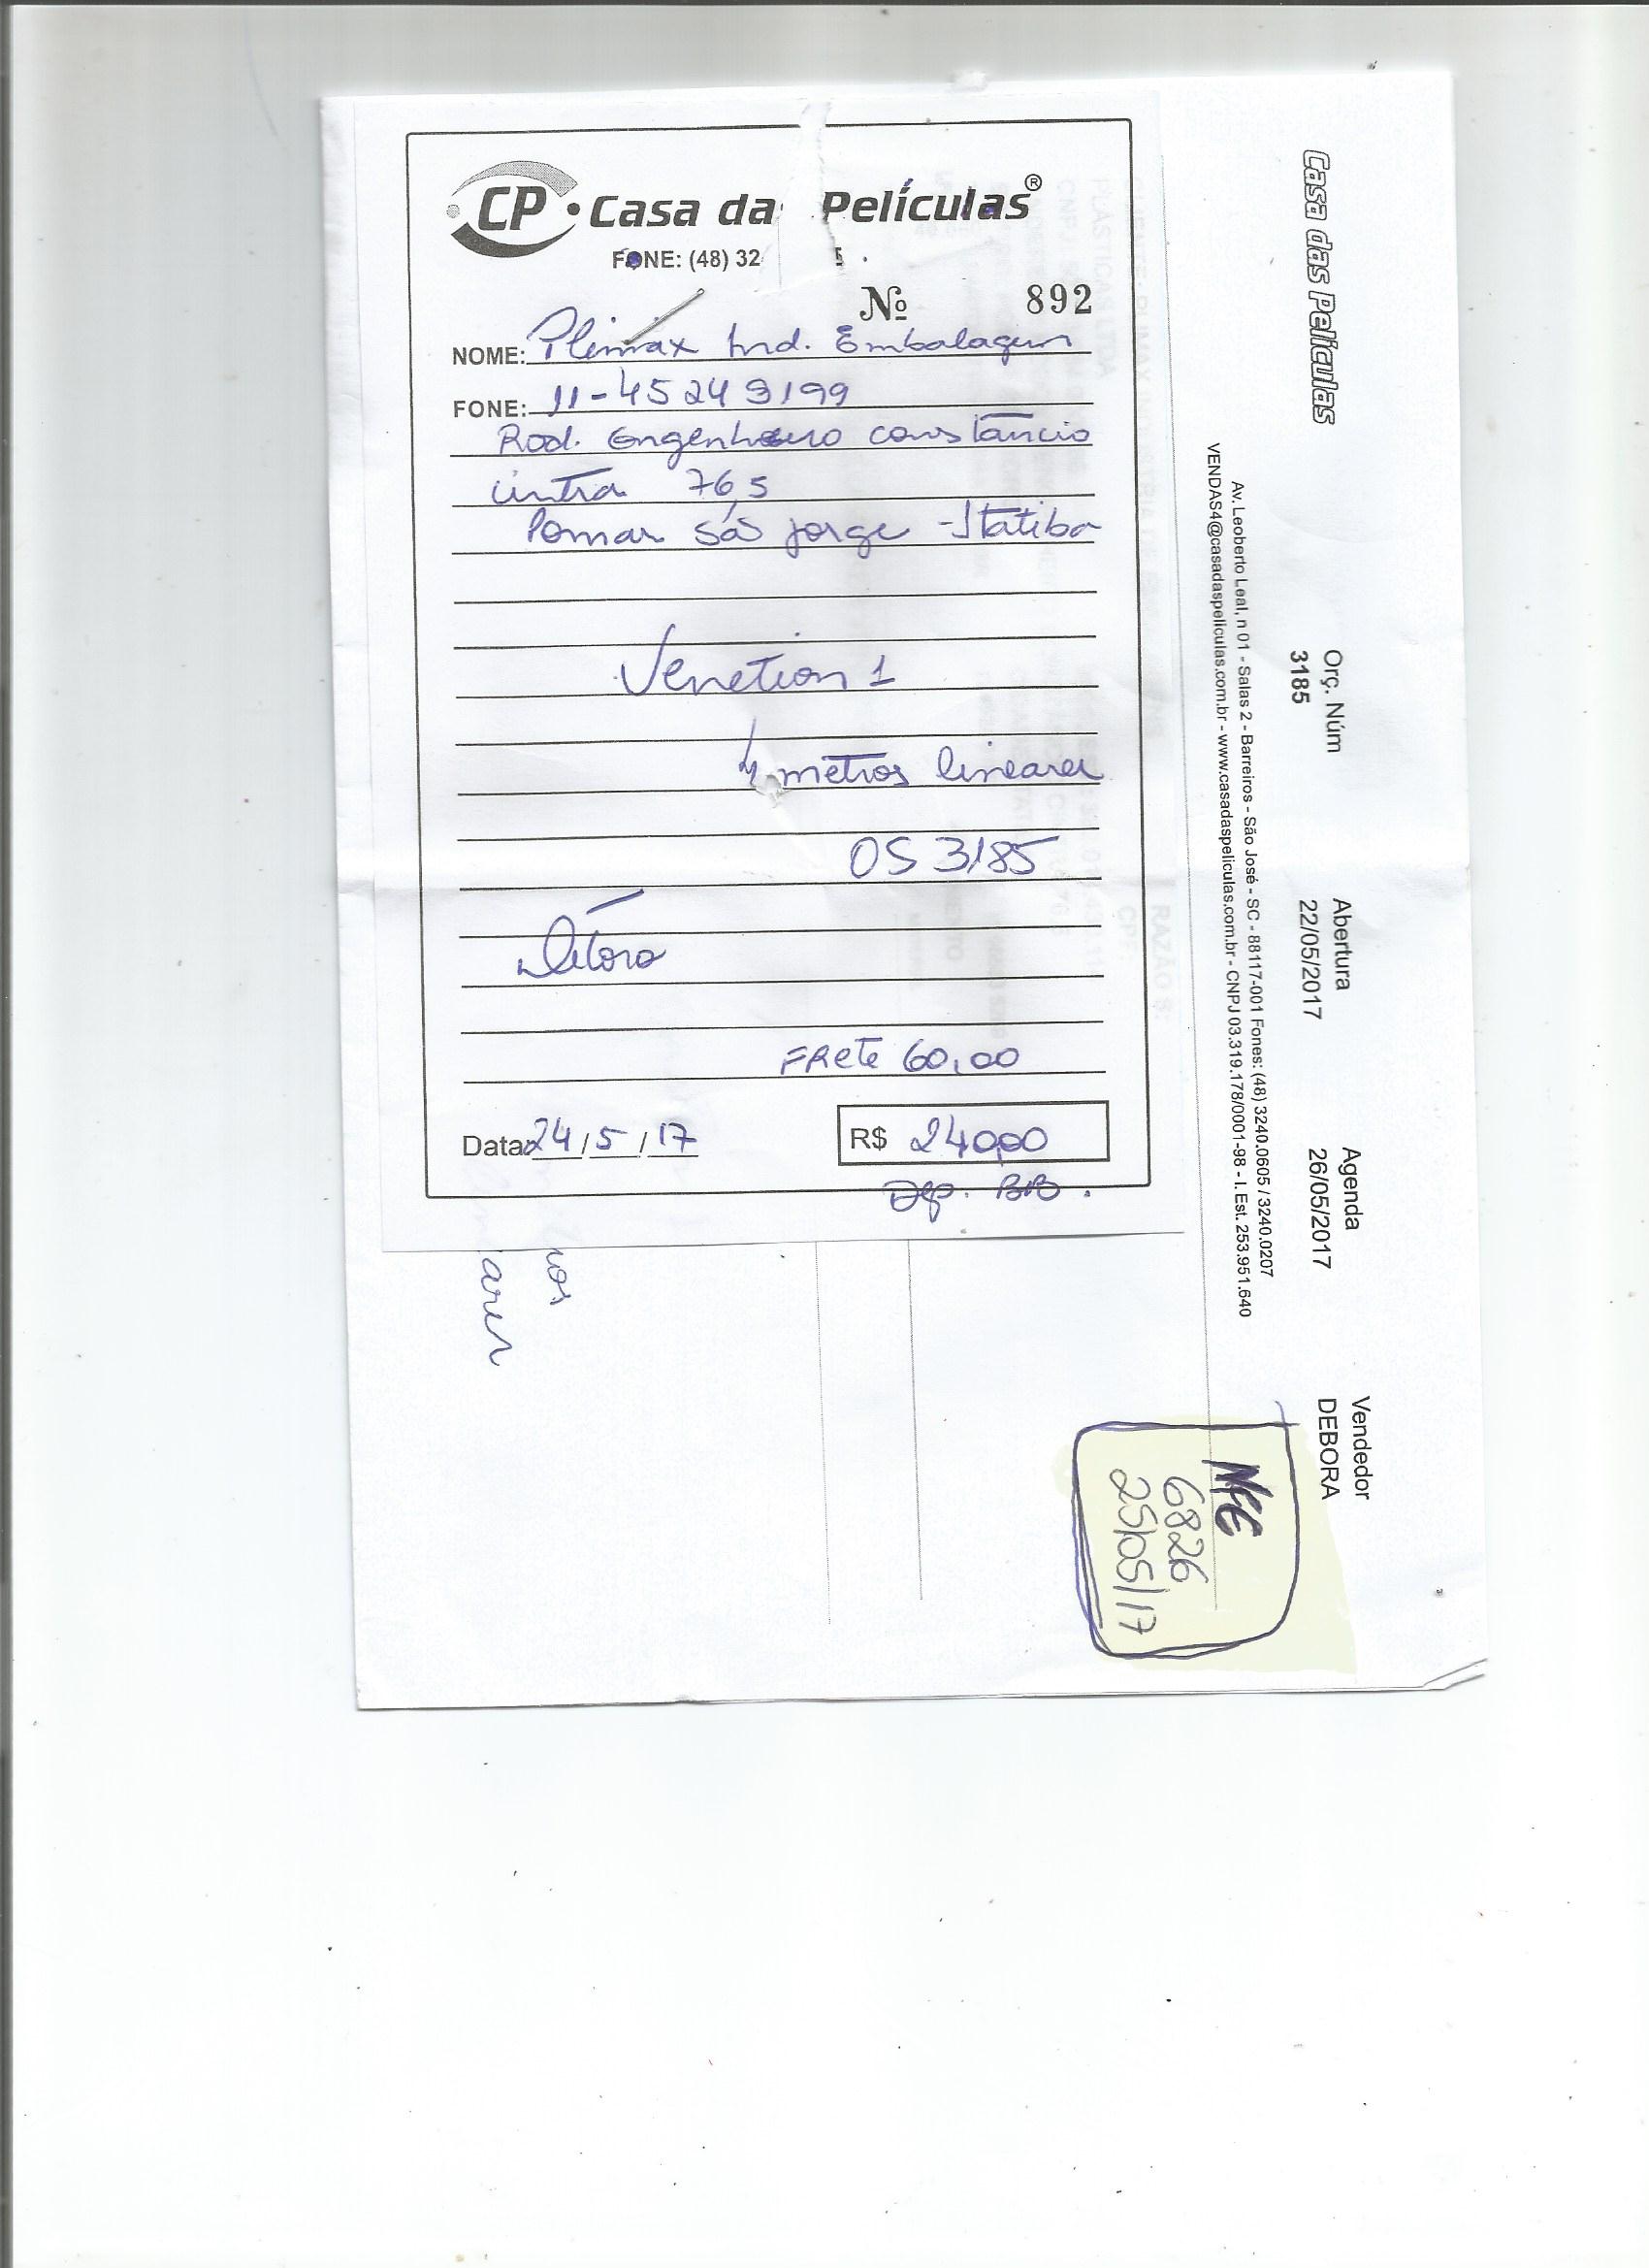 CP Casa da Películas®
FONE: (48) 32
Nº 892
NOME: Plimax Ind. Embalagem
FONE: 11-45249199
Rod. Engenheiro constâncio
cintra 765
Pomar São jorge - Itatiba
Venetian 1
4 metros lineares
OS 3185
Débora
FRete 60,00
Data 24/5/17 R$ 240,00
Dep. BB.
Casa das Películas
Orç. Núm Abertura Agenda Vendedor
3185 22/05/2017 26/05/2017 DEBORA
Av. Leoberto Leal, n 01 - Salas 2 - Barreiros - São José - SC - 88117-001 Fones: (48) 3240.0605 / 3240.0207
VENDAS4@casadaspeliculas.com.br - www.casadaspeliculas.com.br - CNPJ 03.319.178/0001-98 - I. Est. 253.951.640
NFE
6826
25/05/17